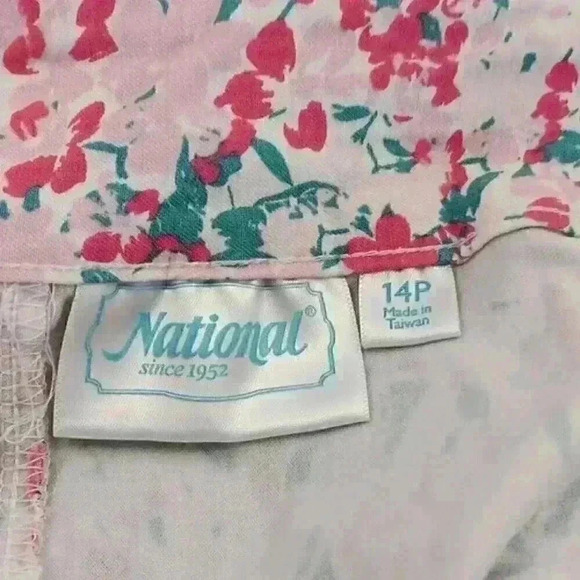 National®
since 1952
14P
Made in
Taiwan